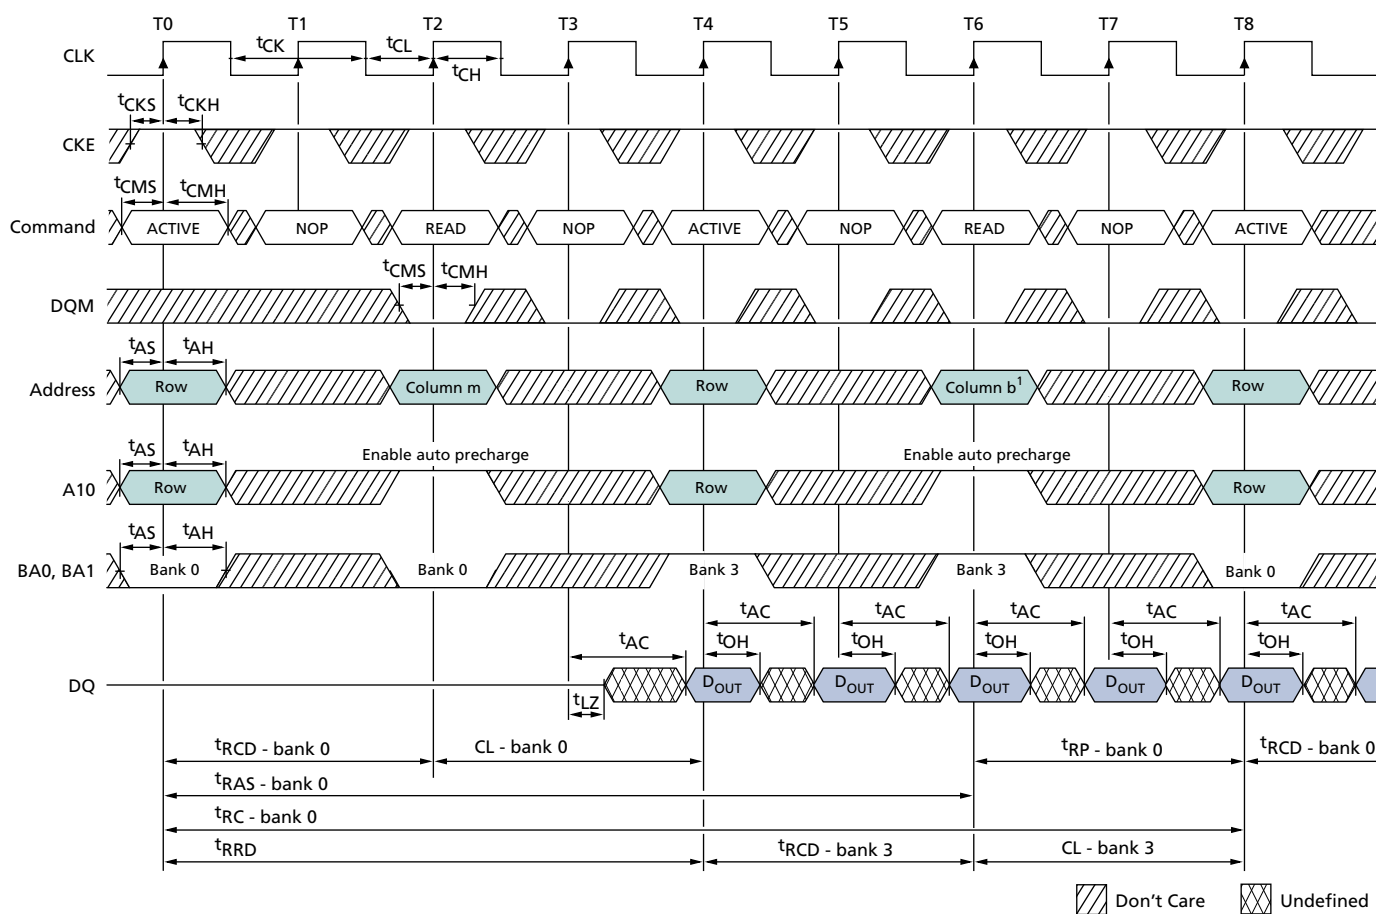 T0 T1 T2 T3 T4 T5 T6 T7 T8
CLK tCK tCL tCH
tCKS tCKH
CKE
tCMS tCMH
Command ACTIVE NOP READ NOP ACTIVE NOP READ NOP ACTIVE
tCMS tCMH
DQM
tAS tAH
Address Row Column m Row Column b1 Row
tAS tAH Enable auto precharge Enable auto precharge
A10 Row Row Row
tAS tAH
BA0, BA1 Bank 0 Bank 0 Bank 3 Bank 3 Bank 0
tAC tAC tAC tAC tAC
tAC tOH tOH tOH tOH tOH
DQ DOUT DOUT DOUT DOUT DOUT
tLZ
tRCD - bank 0 CL - bank 0 tRP - bank 0 tRCD - bank 0
tRAS - bank 0
tRC - bank 0
tRRD tRCD - bank 3 CL - bank 3
Don't Care Undefined